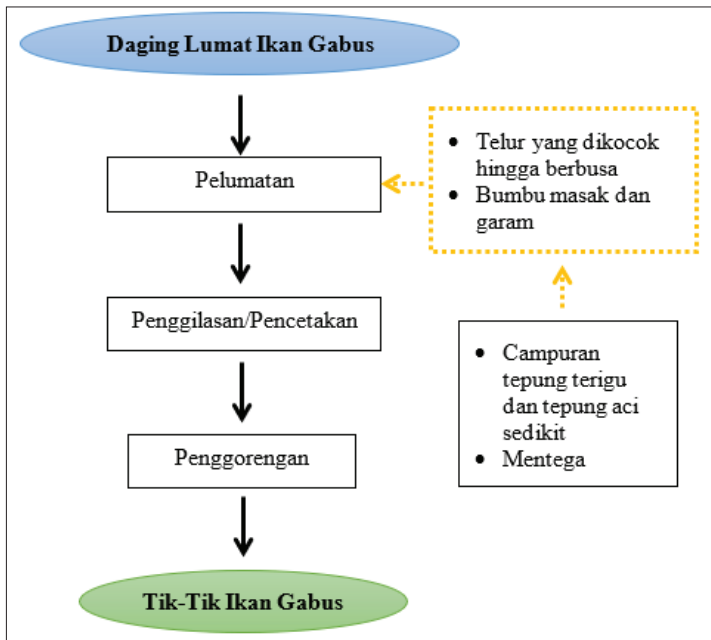 Daging Lumat Ikan Gabus
Pelumatan
• Telur yang dikocok
hingga berbusa
• Bumbu masak dan
garam
Penggilasan/Pencetakan
• Campuran
tepung terigu
dan tepung aci
sedikit
• Mentega
Penggorengan
Tik-Tik Ikan Gabus